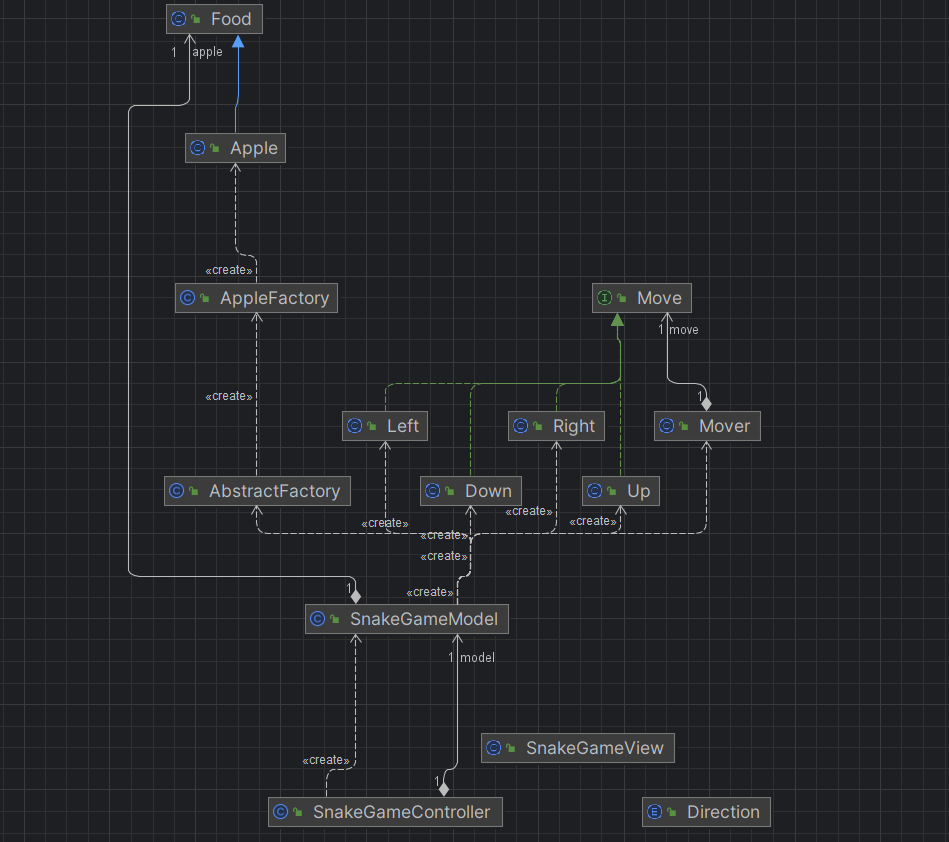 Food
1 apple
Apple
«create»
AppleFactory
Move
1 move
«create»
1
Left
Right
Mover
AbstractFactory
Down
Up
«create»
«create»
«create»
«create»
«create»
1
«create»
SnakeGameModel
1 model
SnakeGameView
«create»
1
SnakeGameController
Direction